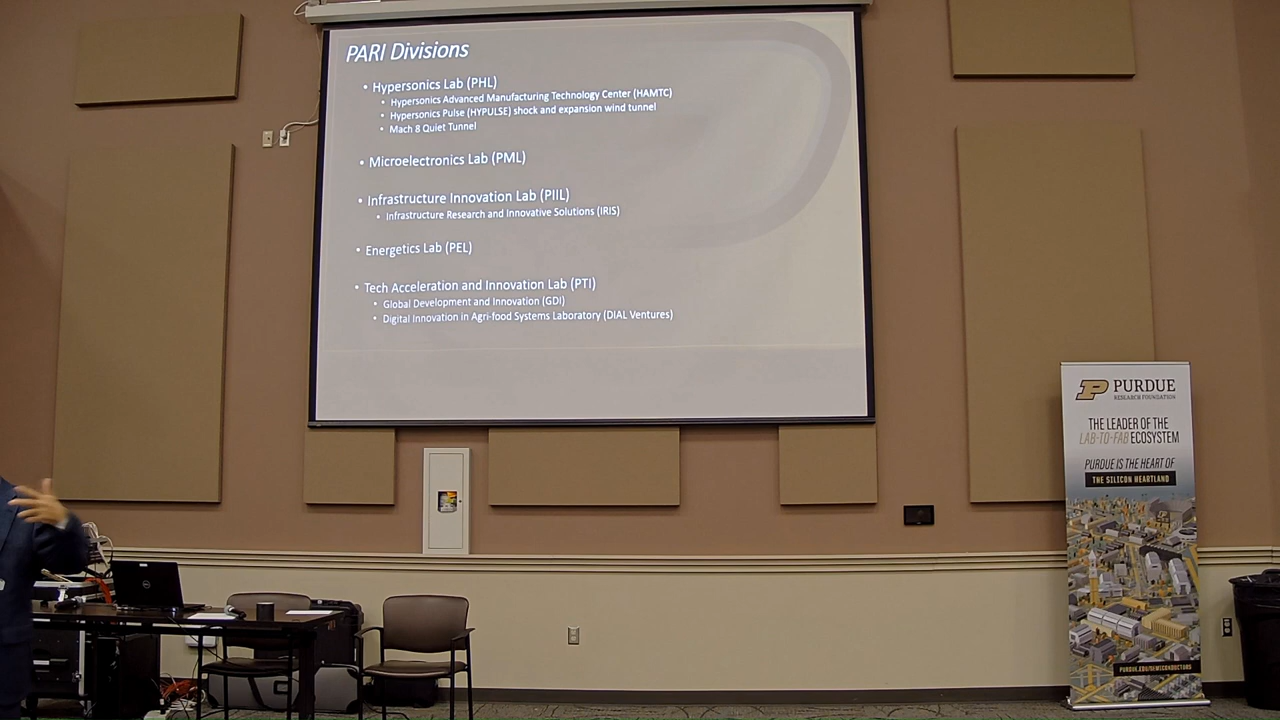 PARI Divisions
• Hypersonics Lab (PHL)
• Hypersonics Advanced Manufacturing Technology Center (HAMTC)
• Hypersonics Pulse (HYPULSE) shock and expansion wind tunnel
• Mach 8 Quiet Tunnel
• Microelectronics Lab (PML)
• Infrastructure Innovation Lab (PIIL)
• Infrastructure Research and Innovative Solutions (IRIS)
• Energetics Lab (PEL)
• Tech Acceleration and Innovation Lab (PTI)
• Global Development and Innovation (GDI)
• Digital Innovation in Agri-food Systems Laboratory (DIAL Ventures)
P PURDUE
RESEARCH FOUNDATION
THE LEADER OF THE
LAB-TO-FAB ECOSYSTEM
PURDUE IS THE HEART OF
THE SILICON HEARTLAND
PURDUE.EDU/SEMICONDUCTORS